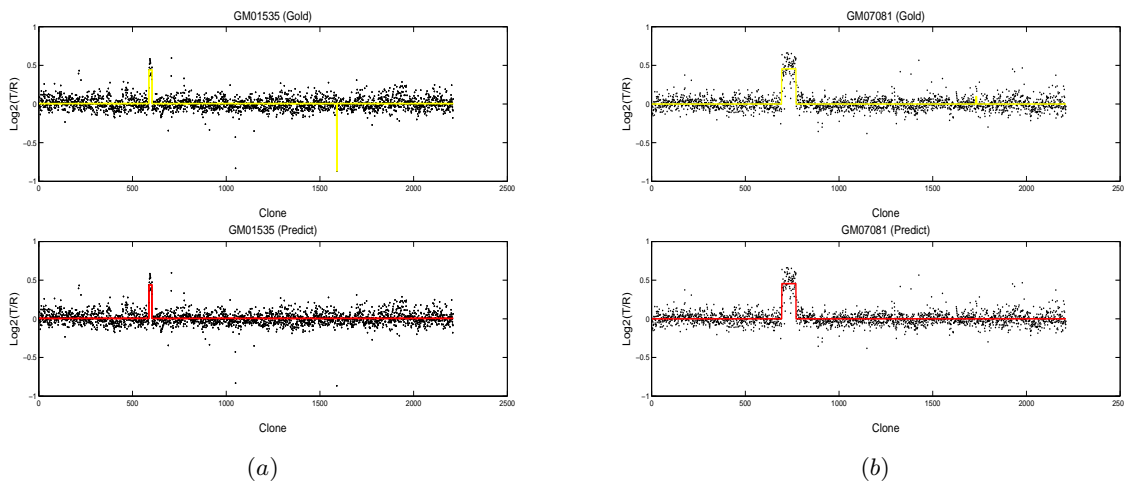 GM01535 (Gold)
1
0.5
0
−0.5
−1
Log2(T/R)
0 500 1000 1500 2000 2500
Clone
GM01535 (Predict)
1
0.5
0
−0.5
−1
Log2(T/R)
0 500 1000 1500 2000 2500
Clone
(a)
GM07081 (Gold)
1
0.5
0
−0.5
−1
Log2(T/R)
0 500 1000 1500 2000 250
Clone
GM07081 (Predict)
1
0.5
0
−0.5
−1
Log2(T/R)
0 500 1000 1500 2000 250
Clone
(b)